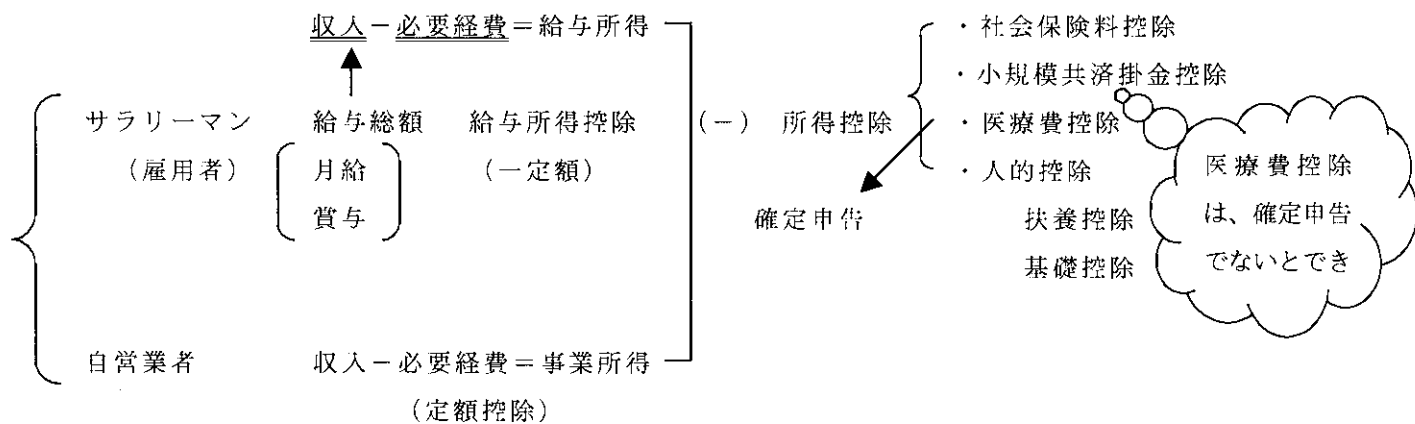 収入－必要経費＝給与所得
サラリーマン 給与総額 給与所得控除
（雇用者） 月給 （一定額）
賞与
（－） 所得控除
・社会保険料控除
・小規模共済掛金控除
・医療費控除
・人的控除
扶養控除
基礎控除
確定申告
医療費控除
は、確定申告
でないとでき
自営業者 収入－必要経費＝事業所得
（定額控除）